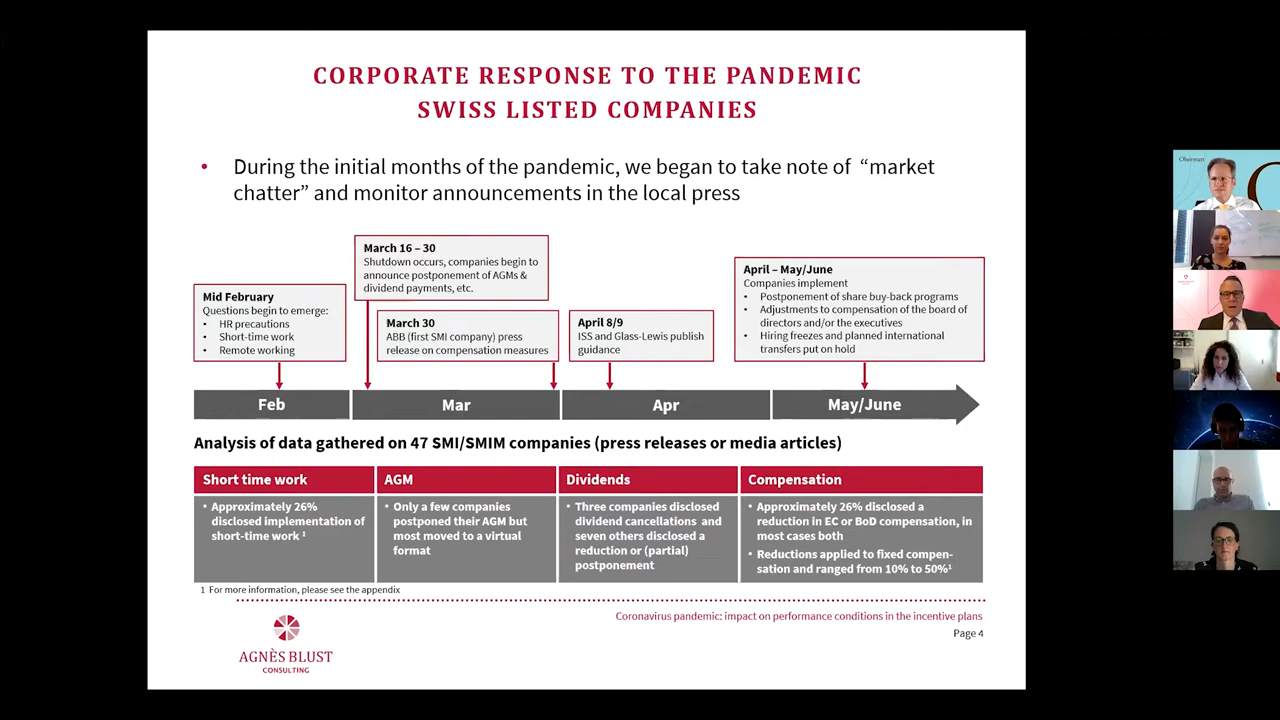 CORPORATE RESPONSE TO THE PANDEMIC
SWISS LISTED COMPANIES
• During the initial months of the pandemic, we began to take note of “market
chatter” and monitor announcements in the local press
Mid February
Questions begin to emerge:
• HR precautions
• Short-time work
• Remote working
March 16 – 30
Shutdown occurs, companies begin to
announce postponement of AGMs &
dividend payments, etc.
March 30
ABB (first SMI company) press
release on compensation measures
April 8/9
ISS and Glass-Lewis publish
guidance
April – May/June
Companies implement
• Postponement of share buy-back programs
• Adjustments to compensation of the board of
directors and/or the executives
• Hiring freezes and planned international
transfers put on hold
Feb
Mar
Apr
May/June
Analysis of data gathered on 47 SMI/SMIM companies (press releases or media articles)
Short time work
• Approximately 26%
disclosed implementation of
short-time work 1
AGM
• Only a few companies
postponed their AGM but
most moved to a virtual
format
Dividends
• Three companies disclosed
dividend cancellations and
seven others disclosed a
reduction or (partial)
postponement
Compensation
• Approximately 26% disclosed a
reduction in EC or BoD compensation, in
most cases both
• Reductions applied to fixed compen-
sation and ranged from 10% to 50%1
1 For more information, please see the appendix
Coronavirus pandemic: impact on performance conditions in the incentive plans
Page 4
AGNÈS BLUST
CONSULTING